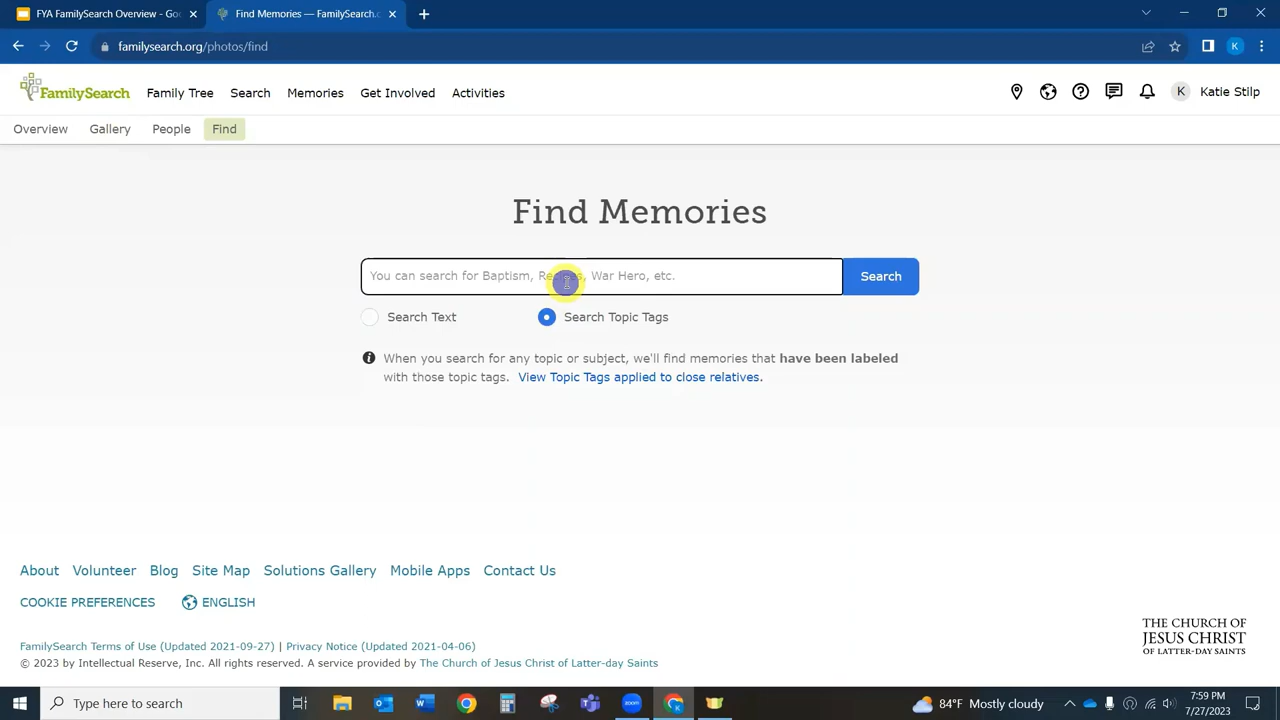 FYA FamilySearch Overview - Goo
Find Memories — FamilySearch.o
familysearch.org/photos/find
K
FamilySearch
Family Tree
Search
Memories
Get Involved
Activities
K
Katie Stilp
Overview
Gallery
People
Find
Find Memories
You can search for Baptism, War Hero, etc.
Search
Search Text
Search Topic Tags
When you search for any topic or subject, we'll find memories that have been labeled
with those topic tags. View Topic Tags applied to close relatives.
About
Volunteer
Blog
Site Map
Solutions Gallery
Mobile Apps
Contact Us
COOKIE PREFERENCES
ENGLISH
FamilySearch Terms of Use (Updated 2021-09-27) | Privacy Notice (Updated 2021-04-06)
© 2023 by Intellectual Reserve, Inc. All rights reserved. A service provided by The Church of Jesus Christ of Latter-day Saints
THE CHURCH OF
JESUS CHRIST
OF LATTER-DAY SAINTS
Type here to search
zoom
84°F Mostly cloudy
7:59 PM
7/27/2023